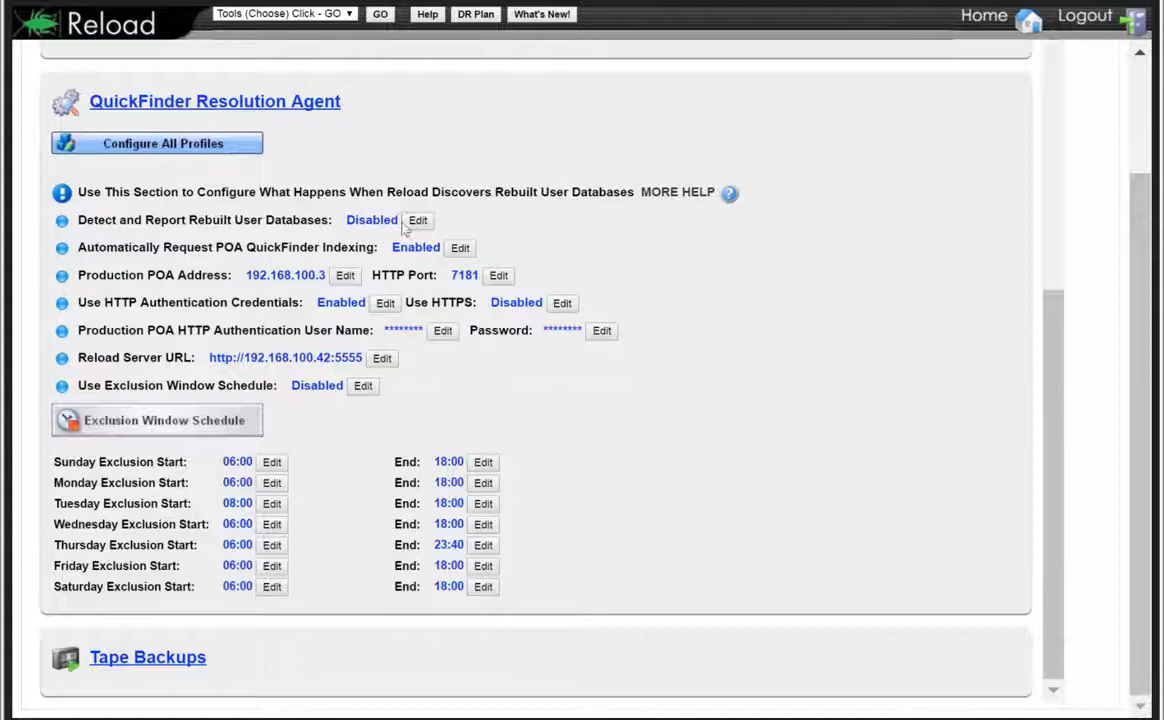 Reload Tools (Choose) Click - GO GO Help DR Plan What's New! Home Logout
QuickFinder Resolution Agent
Configure All Profiles
Use This Section to Configure What Happens When Reload Discovers Rebuilt User Databases MORE HELP ?
Detect and Report Rebuilt User Databases: Disabled Edit
Automatically Request POA QuickFinder Indexing: Enabled Edit
Production POA Address: 192.168.100.3 Edit HTTP Port: 7181 Edit
Use HTTP Authentication Credentials: Enabled Edit Use HTTPS: Disabled Edit
Production POA HTTP Authentication User Name: ******** Edit Password: ******** Edit
Reload Server URL: http://192.168.100.42:5555 Edit
Use Exclusion Window Schedule: Disabled Edit
Exclusion Window Schedule
Sunday Exclusion Start: 06:00 Edit End: 18:00 Edit
Monday Exclusion Start: 06:00 Edit End: 18:00 Edit
Tuesday Exclusion Start: 08:00 Edit End: 18:00 Edit
Wednesday Exclusion Start: 06:00 Edit End: 18:00 Edit
Thursday Exclusion Start: 06:00 Edit End: 23:40 Edit
Friday Exclusion Start: 06:00 Edit End: 18:00 Edit
Saturday Exclusion Start: 06:00 Edit End: 18:00 Edit
Tape Backups